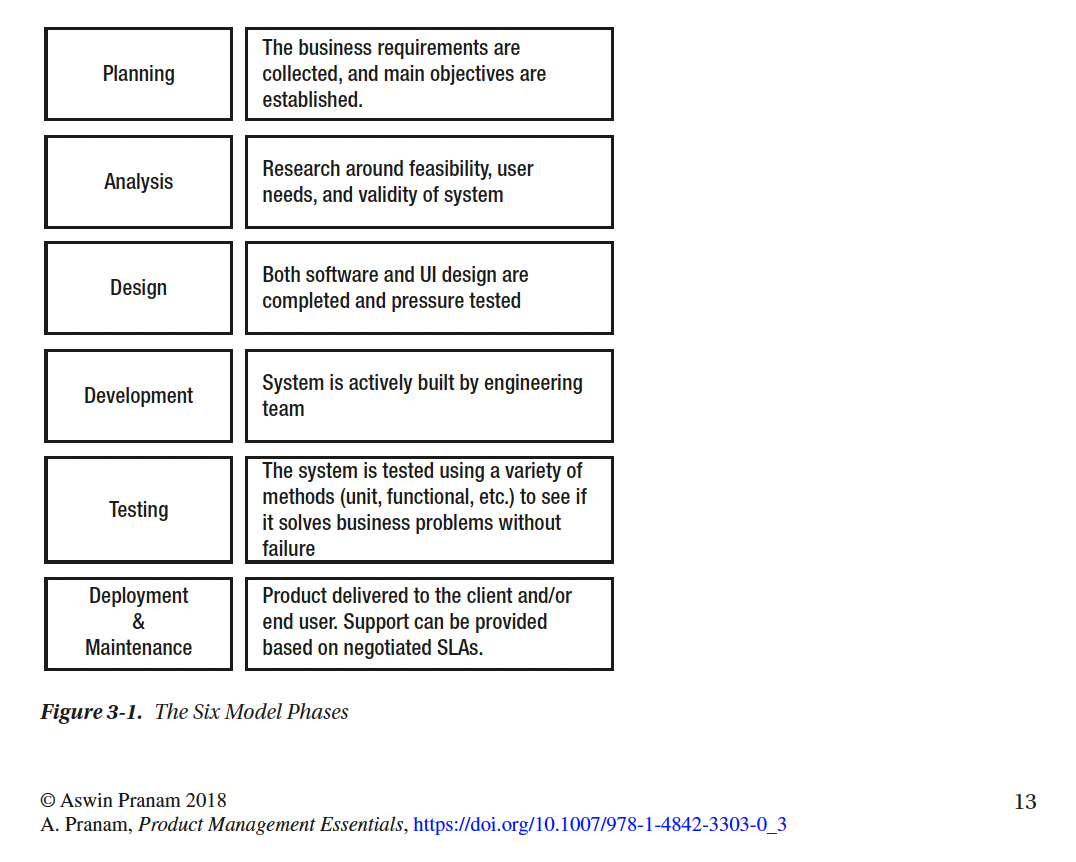 Planning
The business requirements are
collected, and main objectives are
established.
Analysis
Research around feasibility, user
needs, and validity of system
Design
Both software and UI design are
completed and pressure tested
Development
System is actively built by engineering
team
Testing
The system is tested using a variety of
methods (unit, functional, etc.) to see if
it solves business problems without
failure
Deployment
&
Maintenance
Product delivered to the client and/or
end user. Support can be provided
based on negotiated SLAs.
Figure 3-1. The Six Model Phases
© Aswin Pranam 2018
13
A. Pranam, Product Management Essentials, https://doi.org/10.1007/978-1-4842-3303-0_3